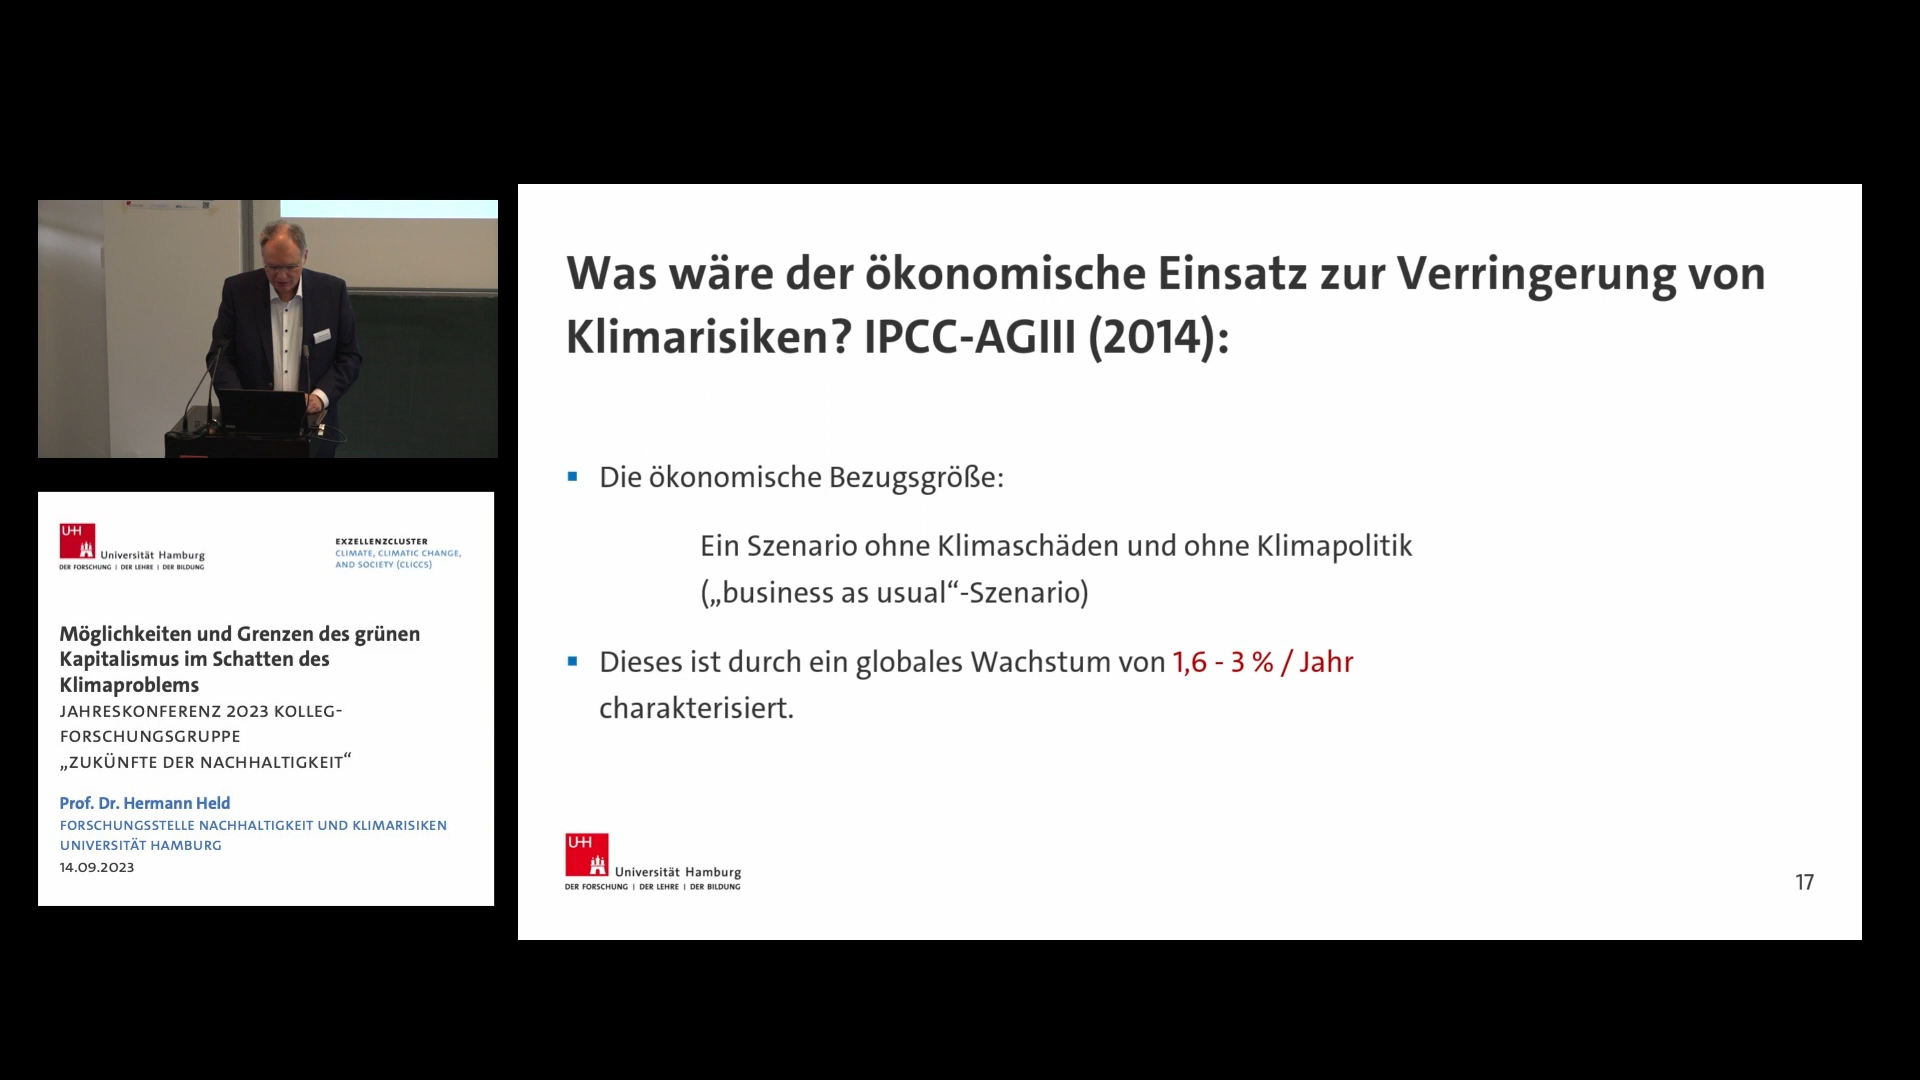 UH
Universität Hamburg
DER FORSCHUNG | DER LEHRE | DER BILDUNG
EXZELLENZCLUSTER
CLIMATE, CLIMATIC CHANGE,
AND SOCIETY (CLICCS)
Möglichkeiten und Grenzen des grünen
Kapitalismus im Schatten des
Klimaproblems
JAHRESKONFERENZ 2023 KOLLEG-
FORSCHUNGSGRUPPE
„ZUKÜNFTE DER NACHHALTIGKEIT“
Prof. Dr. Hermann Held
FORSCHUNGSSTELLE NACHHALTIGKEIT UND KLIMARISIKEN
UNIVERSITÄT HAMBURG
14.09.2023
Was wäre der ökonomische Einsatz zur Verringerung von
Klimarisiken? IPCC-AGIII (2014):
▪ Die ökonomische Bezugsgröße:
Ein Szenario ohne Klimaschäden und ohne Klimapolitik
(„business as usual“-Szenario)
▪ Dieses ist durch ein globales Wachstum von 1,6 - 3 % / Jahr
charakterisiert.
UH
Universität Hamburg
DER FORSCHUNG | DER LEHRE | DER BILDUNG
17